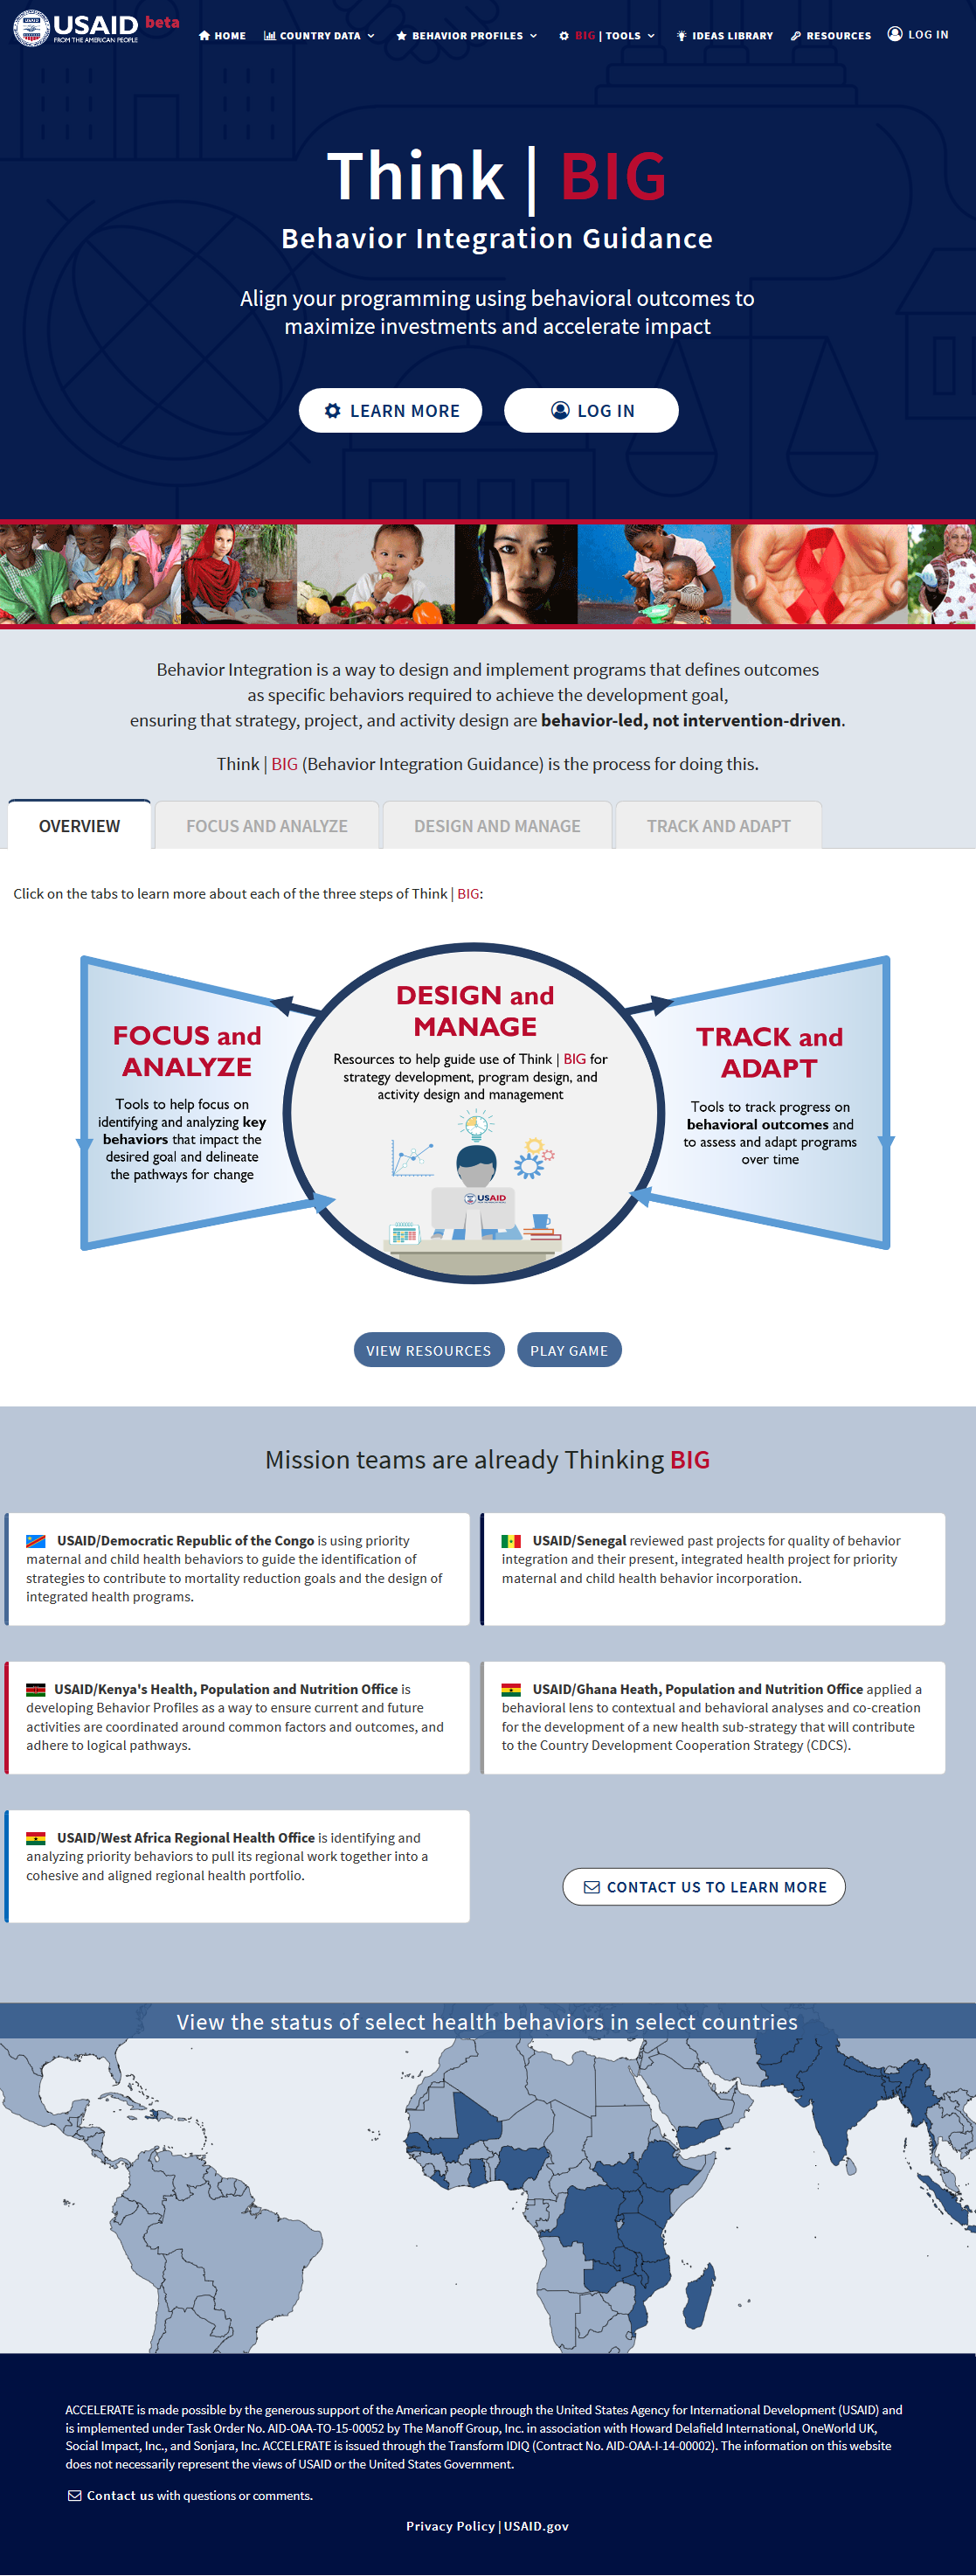 USAID beta
FROM THE AMERICAN PEOPLE
HOME COUNTRY DATA BEHAVIOR PROFILES BIG | TOOLS IDEAS LIBRARY RESOURCES LOG IN
Think | BIG
Behavior Integration Guidance
Align your programming using behavioral outcomes to
maximize investments and accelerate impact
LEARN MORE LOG IN
Behavior Integration is a way to design and implement programs that defines outcomes
as specific behaviors required to achieve the development goal,
ensuring that strategy, project, and activity design are behavior-led, not intervention-driven.
Think | BIG (Behavior Integration Guidance) is the process for doing this.
OVERVIEW FOCUS AND ANALYZE DESIGN AND MANAGE TRACK AND ADAPT
Click on the tabs to learn more about each of the three steps of Think | BIG:
FOCUS and
ANALYZE
Tools to help focus on
identifying and analyzing key
behaviors that impact the
desired goal and delineate
the pathways for change
DESIGN and
MANAGE
Resources to help guide use of Think | BIG for
strategy development, program design, and
activity design and management
USAID
TRACK and
ADAPT
Tools to track progress on
behavioral outcomes and
to assess and adapt programs
over time
VIEW RESOURCES PLAY GAME
Mission teams are already Thinking BIG
USAID/Democratic Republic of the Congo is using priority
maternal and child health behaviors to guide the identification of
strategies to contribute to mortality reduction goals and the design of
integrated health programs.
USAID/Senegal reviewed past projects for quality of behavior
integration and their present, integrated health project for priority
maternal and child health behavior incorporation.
USAID/Kenya's Health, Population and Nutrition Office is
developing Behavior Profiles as a way to ensure current and future
activities are coordinated around common factors and outcomes, and
adhere to logical pathways.
USAID/Ghana Heath, Population and Nutrition Office applied a
behavioral lens to contextual and behavioral analyses and co-creation
for the development of a new health sub-strategy that will contribute
to the Country Development Cooperation Strategy (CDCS).
USAID/West Africa Regional Health Office is identifying and
analyzing priority behaviors to pull its regional work together into a
cohesive and aligned regional health portfolio.
CONTACT US TO LEARN MORE
View the status of select health behaviors in select countries
ACCELERATE is made possible by the generous support of the American people through the United States Agency for International Development (USAID) and
is implemented under Task Order No. AID-OAA-TO-15-00052 by The Manoff Group, Inc. in association with Howard Delafield International, OneWorld UK,
Social Impact, Inc., and Sonjara, Inc. ACCELERATE is issued through the Transform IDIQ (Contract No. AID-OAA-I-14-00002). The information on this website
does not necessarily represent the views of USAID or the United States Government.
Contact us with questions or comments.
Privacy Policy | USAID.gov